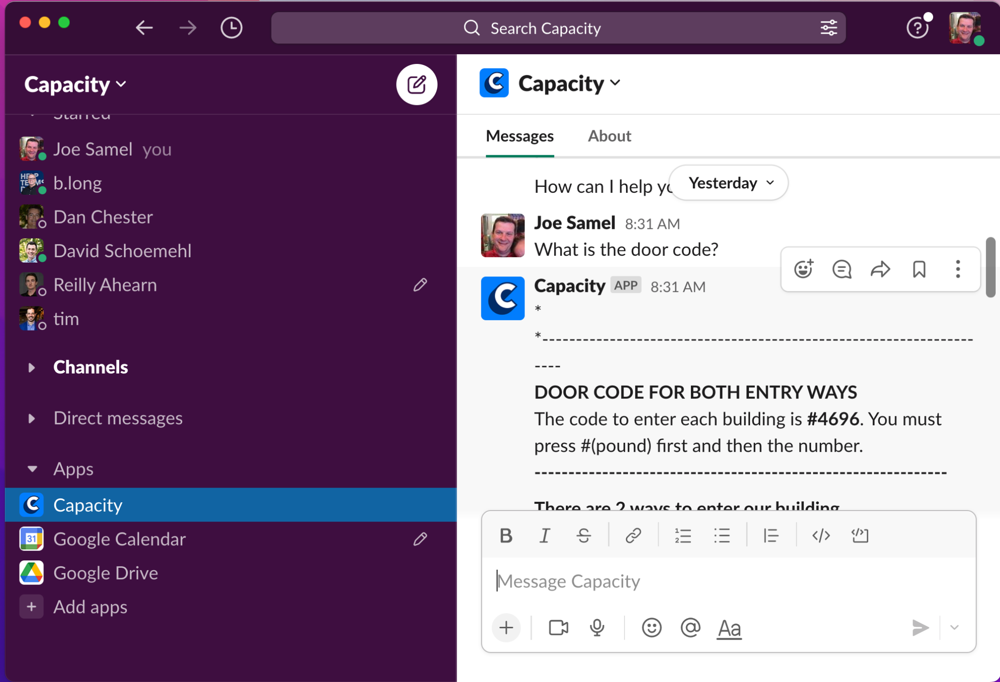 Search Capacity
Capacity
Starred
Joe Samel you
b.long
Dan Chester
David Schoemehl
Reilly Ahearn
tim
Channels
Direct messages
Apps
Capacity
31
Google Calendar
Google Drive
+ Add apps
Capacity
Messages About
How can I help
Yesterday
Joe Samel 8:31 AM
What is the door code?
Capacity APP 8:31 AM
*
*----------------------------------------------------------------
----
DOOR CODE FOR BOTH ENTRY WAYS
The code to enter each building is #4696. You must
press #(pound) first and then the number.
-------------------------------------------------------------
There are 2 ways to enter our building
B I S
Message Capacity
+ @ Aa